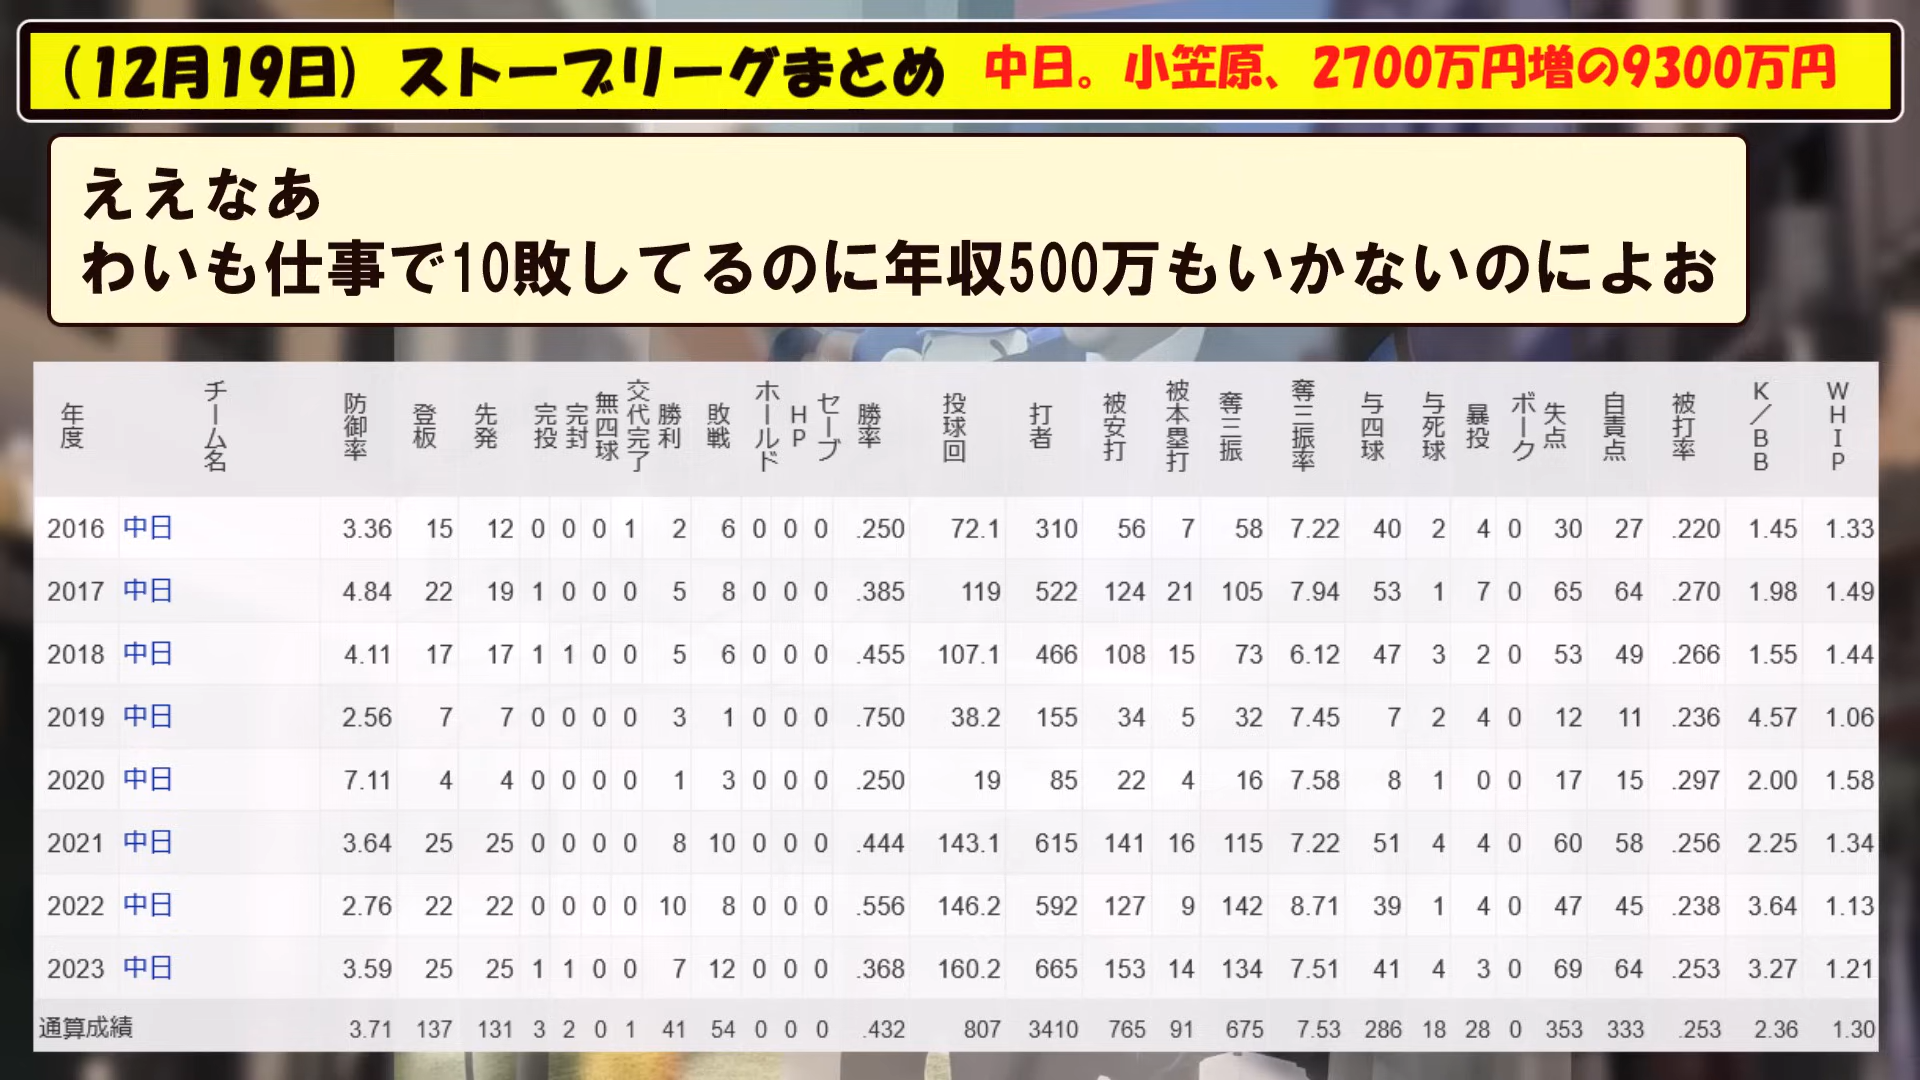 (12月19日) ストーブリーグまとめ 中日。小笠原、2700万円増の9300万円
ええなあ
わいも仕事で10敗してるのに年収500万もいかないのによお
年度 チーム名 防御率 登板 先発 完投 完封 無四球 交代完了 勝利 敗戦 ホールド HP セーブ 勝率 投球回 打者 被安打 被本塁打 奪三振 奪三振率 与四球 与死球 暴投 ボーク 失点 自責点 被打率 K/BB WHIP
2016 中日 3.36 15 12 0 0 0 1 2 6 0 0 0 .250 72.1 310 56 7 58 7.22 40 2 4 0 30 27 .220 1.45 1.33
2017 中日 4.84 22 19 1 0 0 0 5 8 0 0 0 .385 119 522 124 21 105 7.94 53 1 7 0 65 64 .270 1.98 1.49
2018 中日 4.11 17 17 1 1 0 0 5 6 0 0 0 .455 107.1 466 108 15 73 6.12 47 3 2 0 53 49 .266 1.55 1.44
2019 中日 2.56 7 7 0 0 0 0 3 1 0 0 0 .750 38.2 155 34 5 32 7.45 7 2 4 0 12 11 .236 4.57 1.06
2020 中日 7.11 4 4 0 0 0 0 1 3 0 0 0 .250 19 85 22 4 16 7.58 8 1 0 0 17 15 .297 2.00 1.58
2021 中日 3.64 25 25 0 0 0 0 8 10 0 0 0 .444 143.1 615 141 16 115 7.22 51 4 4 0 60 58 .256 2.25 1.34
2022 中日 2.76 22 22 0 0 0 0 10 8 0 0 0 .556 146.2 592 127 9 142 8.71 39 1 4 0 47 45 .238 3.64 1.13
2023 中日 3.59 25 25 1 1 0 0 7 12 0 0 0 .368 160.2 665 153 14 134 7.51 41 4 3 0 69 64 .253 3.27 1.21
通算成績 3.71 137 131 3 2 0 1 41 54 0 0 0 .432 807 3410 765 91 675 7.53 286 18 28 0 353 333 .253 2.36 1.30